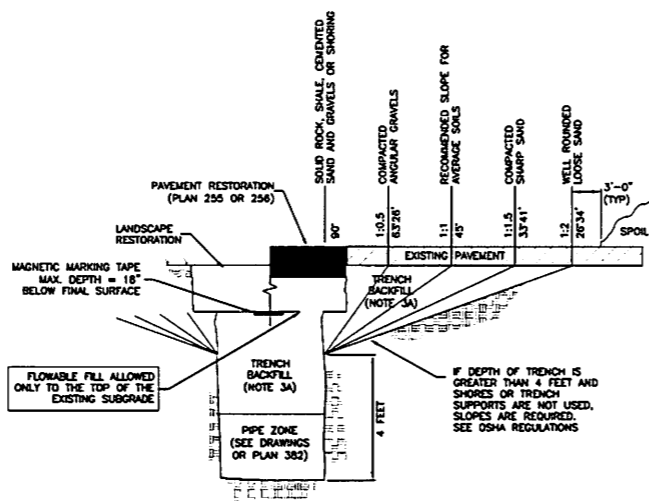 SOLID ROCK, SHALE, CEMENTED
SAND AND GRAVELS OR SHORING
90°
COMPACTED
ANGULAR GRAVELS
1:0.5
63°26'
RECOMMENDED SLOPE FOR
AVERAGE SOILS
1:1
45°
COMPACTED
SHARP SAND
1:1.5
33°41'
WELL ROUNDED
LOOSE SAND
1:2
26°34'
3'-0"
(TYP)
SPOIL
PAVEMENT RESTORATION
(PLAN 255 OR 256)
LANDSCAPE
RESTORATION
EXISTING PAVEMENT
MAGNETIC MARKING TAPE
MAX. DEPTH = 18"
BELOW FINAL SURFACE
TRENCH
BACKFILL
(NOTE 3A)
FLOWABLE FILL ALLOWED
ONLY TO THE TOP OF THE
EXISTING SUBGRADE
TRENCH
BACKFILL
(NOTE 3A)
4 FEET
IF DEPTH OF TRENCH IS
GREATER THAN 4 FEET AND
SHORES OR TRENCH
SUPPORTS ARE NOT USED,
SLOPES ARE REQUIRED.
SEE OSHA REGULATIONS
PIPE ZONE
(SEE DRAWINGS
OR PLAN 382)